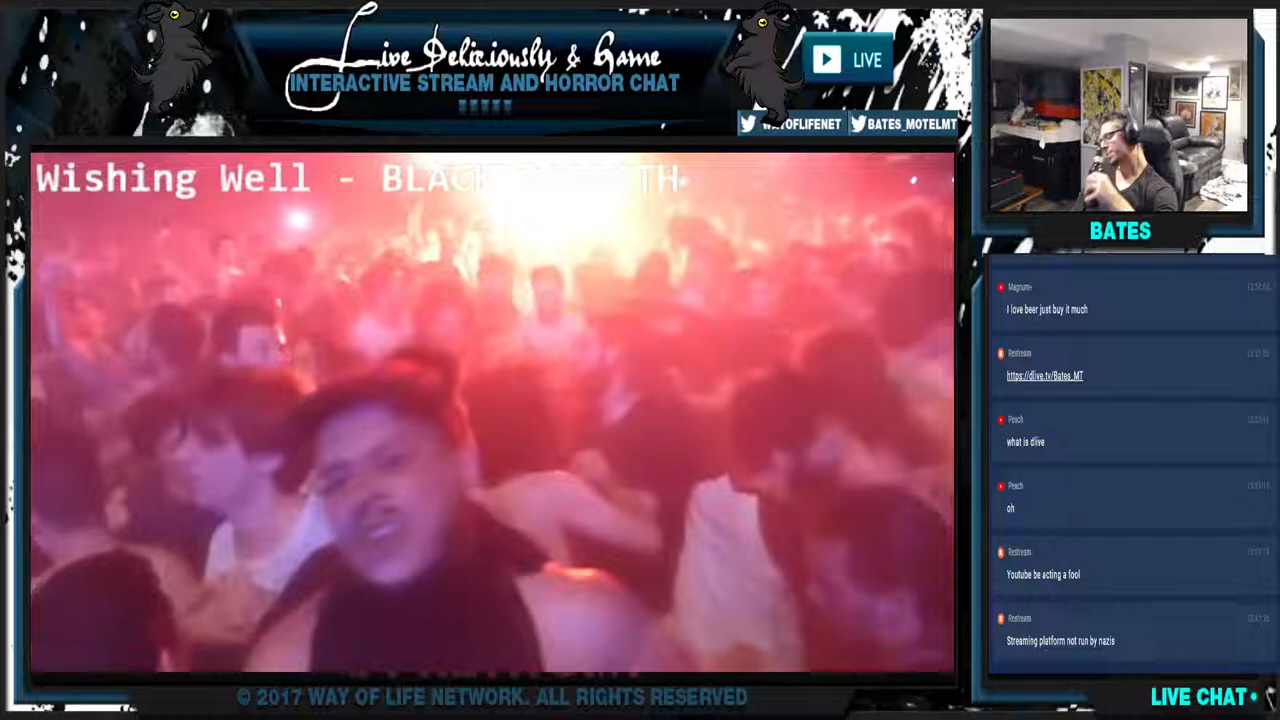 Live Deliciously & Game
INTERACTIVE STREAM AND HORROR CHAT
LIVE
WAYOFLIFENET
BATES_MOTELMT
Wishing Well - BLACK
BATES
Magnum
I love beer just buy it much
Restream
https://dlive.tv/Bates_MT
Peach
what is dlive
Peach
oh
Restream
Youtube be acting a fool
Restream
Streaming platform not run by nazis
© 2017 WAY OF LIFE NETWORK. ALL RIGHTS RESERVED
LIVE CHAT